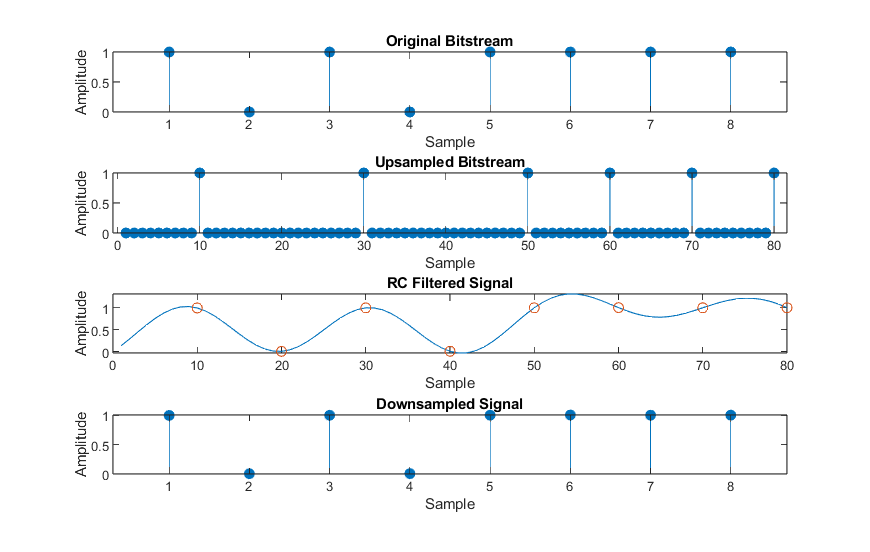 Original Bitstream
1
0.5
0
Amplitude
1 2 3 4 5 6 7 8
Sample
Upsampled Bitstream
1
0.5
0
Amplitude
0 10 20 30 40 50 60 70 80
Sample
RC Filtered Signal
1
0.5
0
Amplitude
0 10 20 30 40 50 60 70 80
Sample
Downsampled Signal
1
0.5
0
Amplitude
1 2 3 4 5 6 7 8
Sample